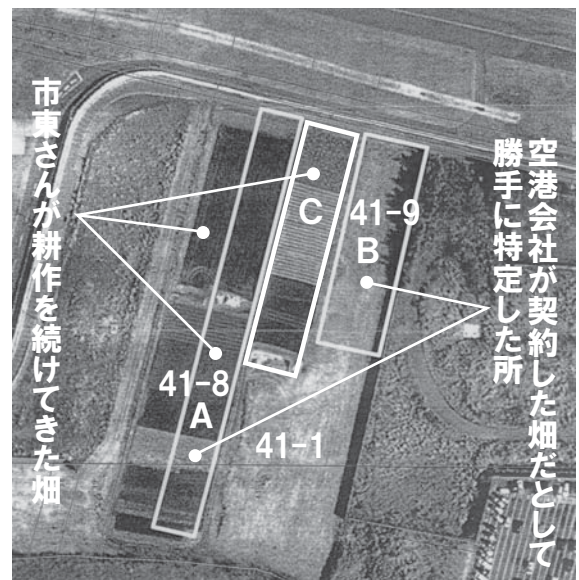 空港会社が契約した畑だとして
勝手に特定した所
市東さんが耕作を続けてきた畑
C
41-9
B
41-8
A
41-1